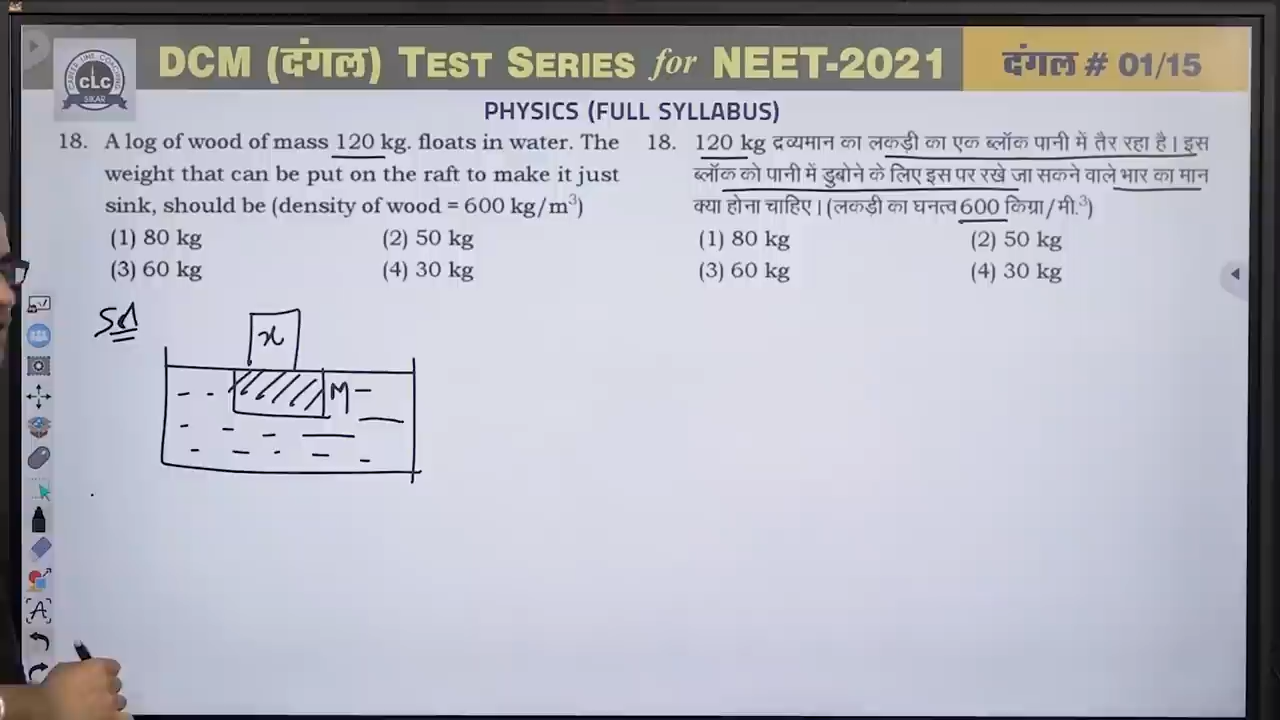 DCM (दंगल) TEST SERIES for NEET-2021
दंगल # 01/15
CLC
SIKAR
PHYSICS (FULL SYLLABUS)
18. A log of wood of mass 120 kg. floats in water. The
weight that can be put on the raft to make it just
sink, should be (density of wood = 600 kg/m³)
(1) 80 kg (2) 50 kg
(3) 60 kg (4) 30 kg
18. 120 kg द्रव्यमान का लकड़ी का एक ब्लॉक पानी में तैर रहा है। इस
ब्लॉक को पानी में डुबोने के लिए इस पर रखे जा सकने वाले भार का मान
क्या होना चाहिए। (लकड़ी का घनत्व 600 किग्रा/मी.³)
(1) 80 kg (2) 50 kg
(3) 60 kg (4) 30 kg
x
M
A